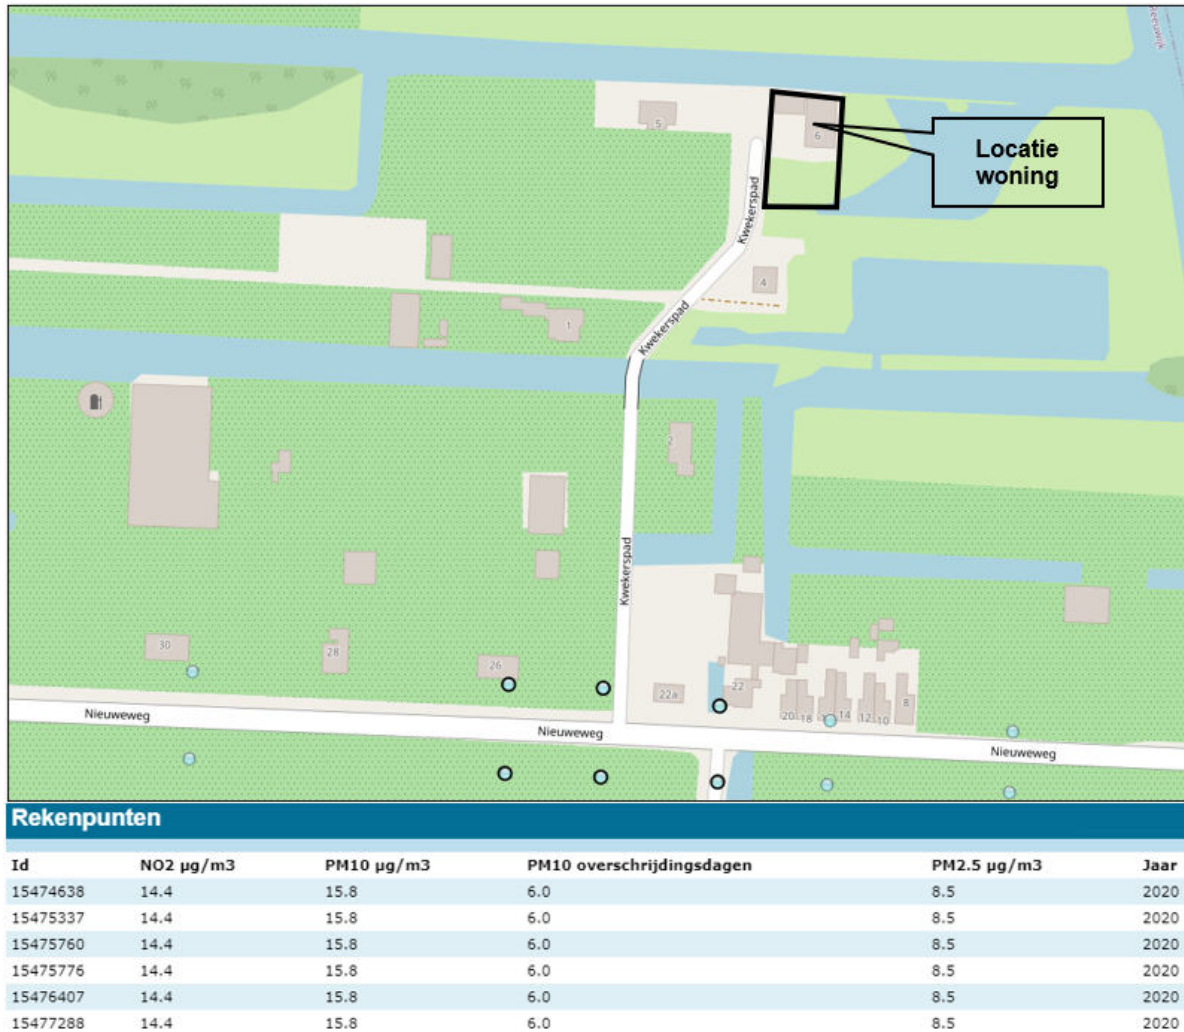 Reeuwijk
5
6
Locatie
woning
Kwekerspad
4
Kwekerspad
1
2
Kwekerspad
30
28
26
22a
22
20
18
14
12
10
8
Nieuweweg
Nieuweweg
Nieuweweg
Rekenpunten
Id NO2 µg/m3 PM10 µg/m3 PM10 overschrijdingsdagen PM2.5 µg/m3 Jaar
15474638 14.4 15.8 6.0 8.5 2020
15475337 14.4 15.8 6.0 8.5 2020
15475760 14.4 15.8 6.0 8.5 2020
15475776 14.4 15.8 6.0 8.5 2020
15476407 14.4 15.8 6.0 8.5 2020
15477288 14.4 15.8 6.0 8.5 2020